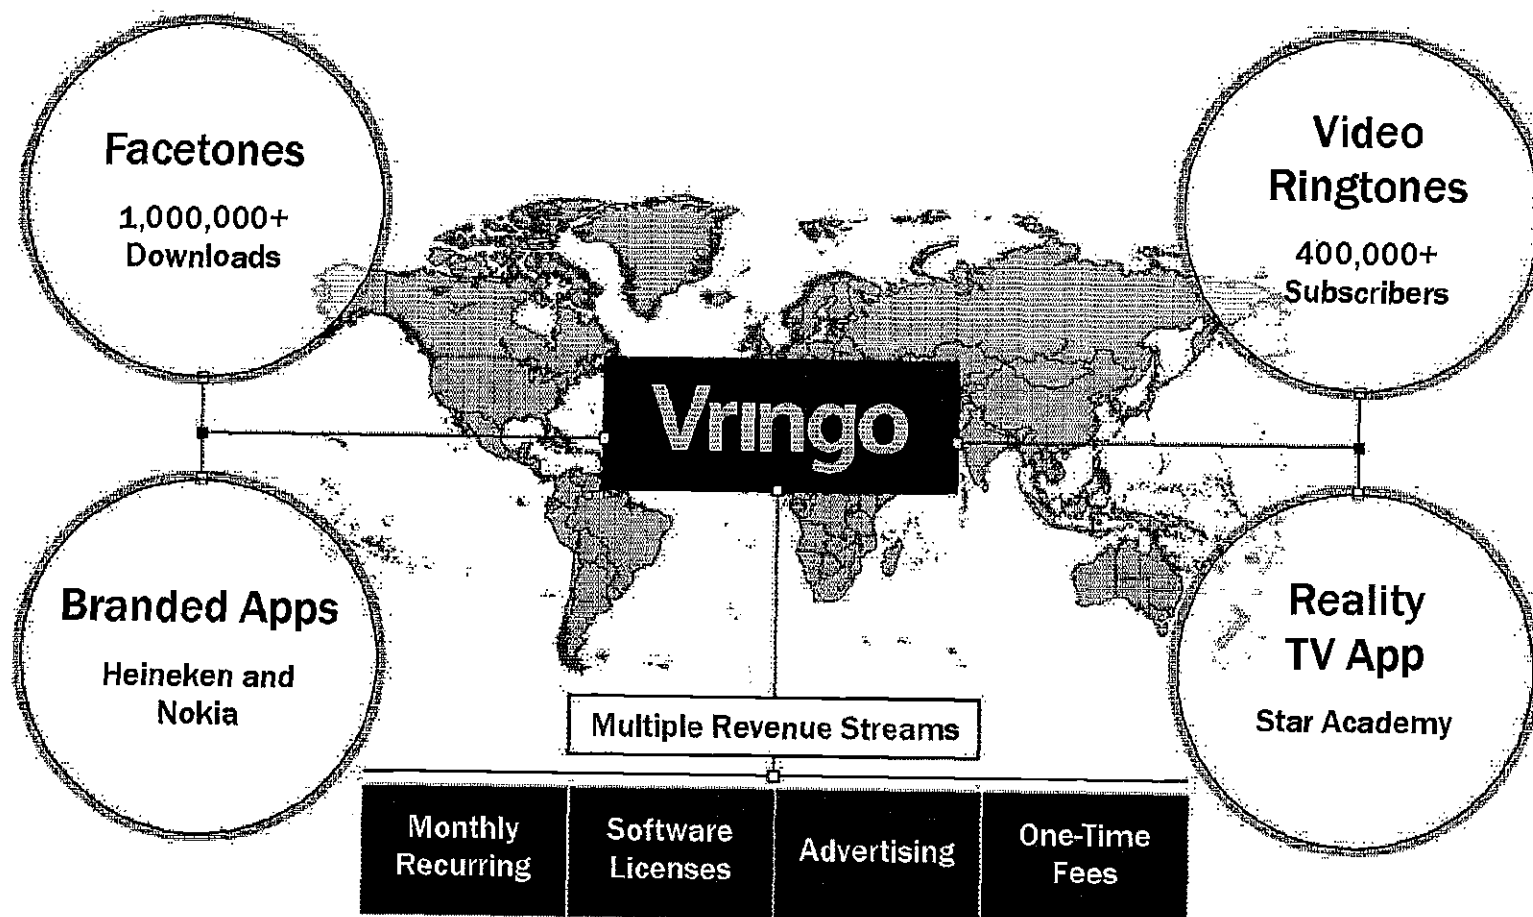 Facetones
1,000,000+
Downloads
Video
Ringtones
400,000+
Subscribers
Vringo
Branded Apps
Heineken and
Nokia
Reality
TV App
Star Academy
Multiple Revenue Streams
Monthly
Recurring
Software
Licenses
Advertising
One-Time
Fees